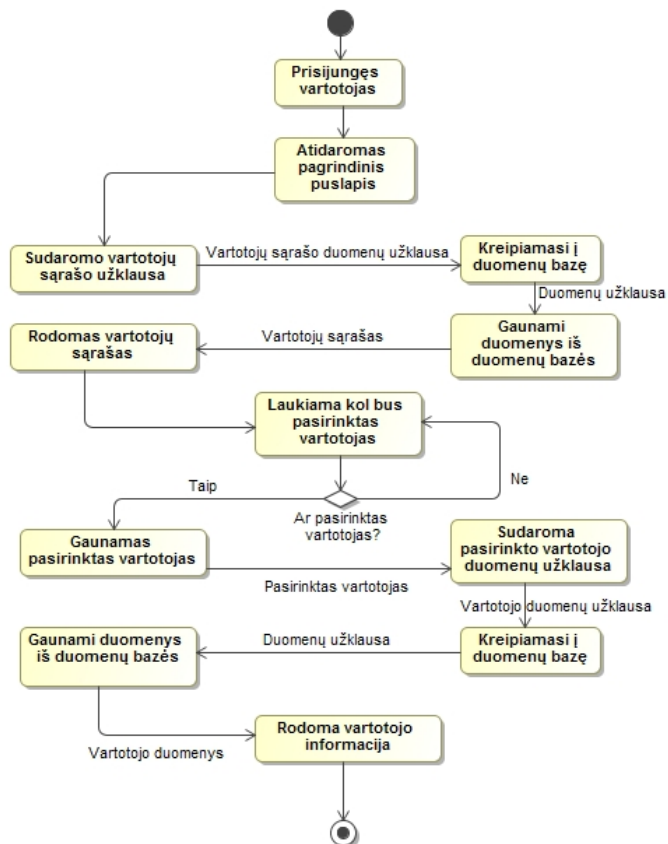 Prisijungęs
vartotojas
Atidaromas
pagrindinis
puslapis
Sudaromo vartotojų
sąrašo užklausa
Vartotojų sąrašo duomenų užklausa
Kreipiamasi į
duomenų bazę
Duomenų užklausa
Gaunami
duomenys iš
duomenų bazės
Vartotojų sąrašas
Rodomas vartotojų
sąrašas
Laukiama kol bus
pasirinktas
vartotojas
Ne
Taip
Ar pasirinktas
vartotojas?
Gaunamas
pasirinktas vartotojas
Pasirinktas vartotojas
Sudaroma
pasirinkto vartotojo
duomenų užklausa
Vartotojo duomenų užklausa
Kreipiamasi į
duomenų bazę
Duomenų užklausa
Gaunami duomenys
iš duomenų bazės
Vartotojo duomenys
Rodoma vartotojo
informacija